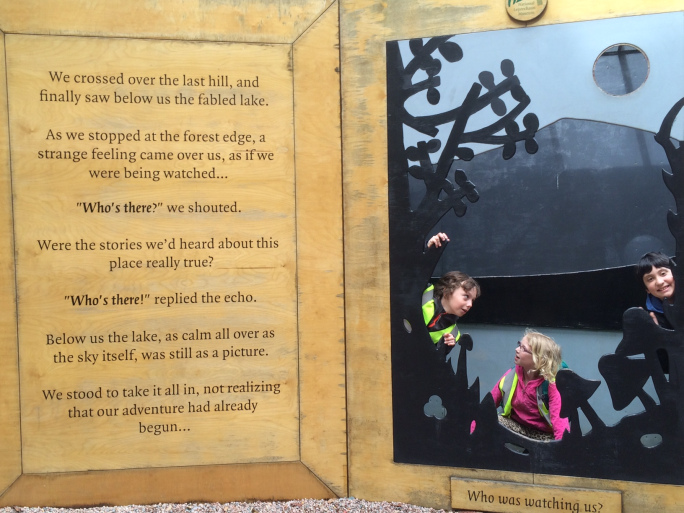 We crossed over the last hill, and
finally saw below us the fabled lake.
As we stopped at the forest edge, a
strange feeling came over us, as if we
were being watched...
"Who's there?" we shouted.
Were the stories we'd heard about this
place really true?
"Who's there!" replied the echo.
Below us the lake, as calm all over as
the sky itself, was still as a picture.
We stood to take it all in, not realizing
that our adventure had already
begun...
Who was watching us?